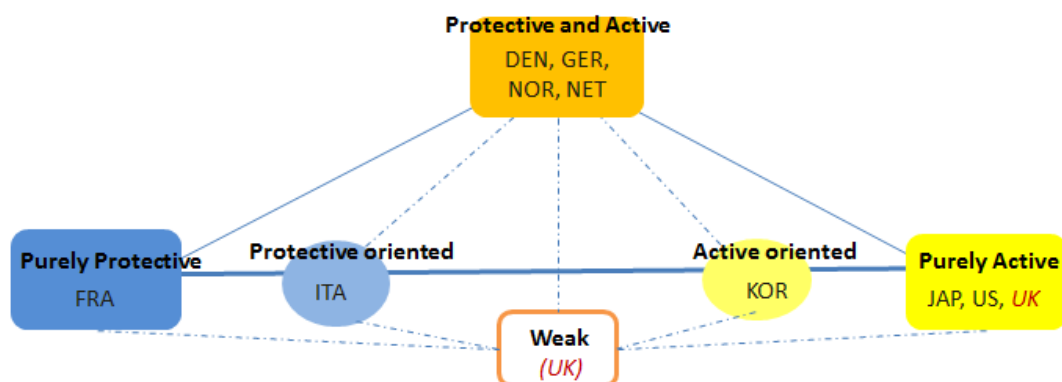 Protective and Active
DEN, GER,
NOR, NET
Purely Protective
FRA
Protective oriented
ITA
Active oriented
KOR
Purely Active
JAP, US, UK
Weak
(UK)